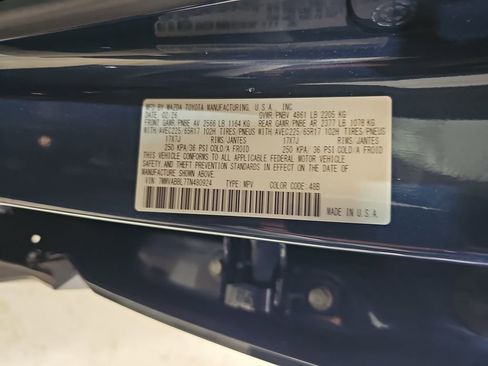 MFD BY MAZDA TOYOTA MANUFACTURING, U.S.A., INC.
DATE 02/26 GVWR/PNBV 4861 LB 2205 KG
FRONT GAWR/PNBE AV 2566 LB 1164 KG REAR GAWR/PNBE AR 2377 LB 1078 KG
WITH/AVEC225/65R17 102H TIRES/PNEUS WITH/AVEC225/65R17 102H TIRES/PNEUS
17X7J RIMS/JANTES 17X7J RIMS/JANTES
250 KPA/36 PSI COLD/A FROID 250 KPA/36 PSI COLD/A FROID
THIS VEHICLE CONFORMS TO ALL APPLICABLE FEDERAL MOTOR VEHICLE
SAFETY, AND THEFT PREVENTION STANDARDS IN EFFECT ON THE DATE OF
MANUFACTURE SHOWN ABOVE.
VIN: TYPE: MPV COLOR CODE: 48B
MADE IN U.S.A.